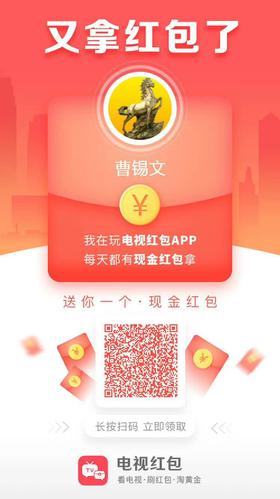 又拿红包了
曹锡文
¥
我在玩电视红包APP
每天都有现金红包拿
送你一个·现金红包
长按扫码 立即领取
TV
电视红包
看电视·刷红包·淘黄金